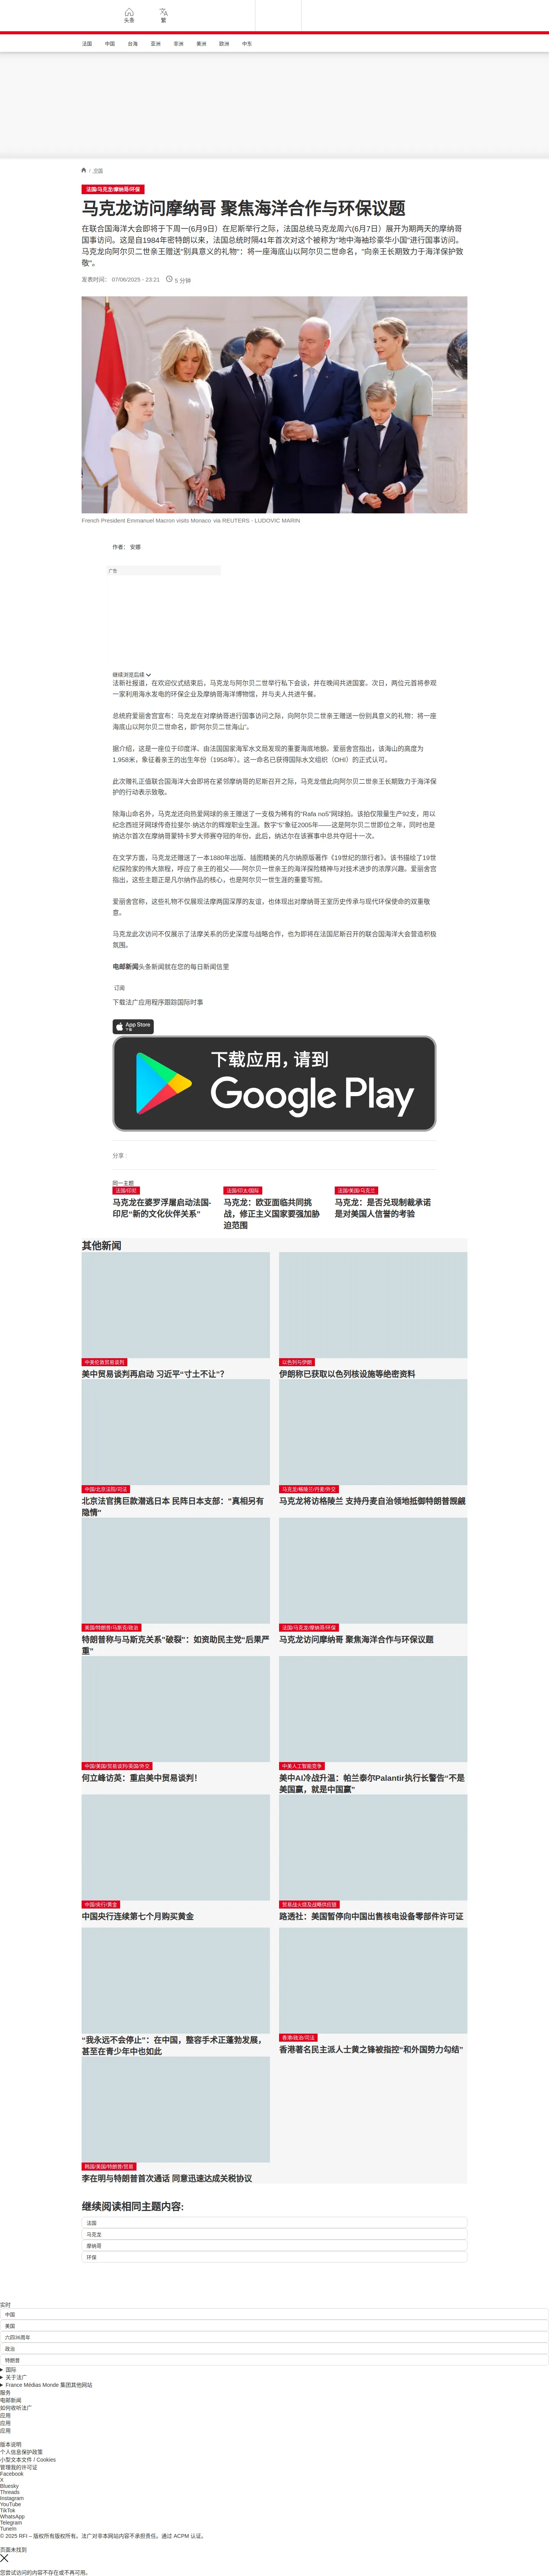 头条
繁
法国
中国
台海
亚洲
非洲
美洲
欧洲
中东
/ 法国
法国/马克龙/摩纳哥/环保
马克龙访问摩纳哥 聚焦海洋合作与环保议题
在联合国海洋大会即将于下周一(6月9日）在尼斯举行之际，法国总统马克龙周六(6月7日）展开为期两天的摩纳哥
国事访问。这是自1984年密特朗以来，法国总统时隔41年首次对这个被称为“地中海袖珍豪华小国”进行国事访问。
马克龙向阿尔贝二世亲王赠送“别具意义的礼物”：将一座海底山以阿尔贝二世命名，“向亲王长期致力于海洋保护致
敬”。
发表时间： 07/06/2025 - 23:21
5 分钟
French President Emmanuel Macron visits Monaco via REUTERS - LUDOVIC MARIN
作者： 安娜
广告
继续浏览后续
法新社报道，在欢迎仪式结束后，马克龙与阿尔贝二世举行私下会谈，并在晚间共进国宴。次日，两位元首将参观
一家利用海水发电的环保企业及摩纳哥海洋博物馆，并与夫人共进午餐。
总统府爱丽舍宫宣布：马克龙在对摩纳哥进行国事访问之际，向阿尔贝二世亲王赠送一份别具意义的礼物：将一座
海底山以阿尔贝二世命名，即“阿尔贝二世海山”。
据介绍，这是一座位于印度洋、由法国国家海军水文局发现的重要海底地貌。爱丽舍宫指出，该海山的高度为
1,958米，象征着亲王的出生年份（1958年）。这一命名已获得国际水文组织（OHI）的正式认可。
此次赠礼正值联合国海洋大会即将在紧邻摩纳哥的尼斯召开之际，马克龙借此向阿尔贝二世亲王长期致力于海洋保
护的行动表示致敬。
除海山命名外，马克龙还向热爱网球的亲王赠送了一支极为稀有的“Rafa no5”网球拍。该拍仅限量生产92支，用以
纪念西班牙网球传奇拉斐尔·纳达尔的辉煌职业生涯。数字“5”象征2005年——这是阿尔贝二世即位之年，同时也是
纳达尔首次在摩纳哥蒙特卡罗大师赛夺冠的年份。此后，纳达尔在该赛事中总共夺冠十一次。
在文学方面，马克龙还赠送了一本1880年出版、插图精美的凡尔纳原版著作《19世纪的旅行者》。该书描绘了19世
纪探险家的伟大旅程，呼应了亲王的祖父——阿尔贝一世亲王的海洋探险精神与对技术进步的浓厚兴趣。爱丽舍宫
指出，这些主题正是凡尔纳作品的核心，也是阿尔贝一世生涯的重要写照。
爱丽舍宫称，这些礼物不仅展现法摩两国深厚的友谊，也体现出对摩纳哥王室历史传承与现代环保使命的双重敬
意。
马克龙此次访问不仅展示了法摩关系的历史深度与战略合作，也为即将在法国尼斯召开的联合国海洋大会营造积极
氛围。
电邮新闻头条新闻就在您的每日新闻信里
订阅
下载法广应用程序跟踪国际时事
App Store
下载
下载应用，请到
Google Play
分享 :
同一主题
法国/印尼
马克龙在婆罗浮屠启动法国-
印尼“新的文化伙伴关系”
法国/印太/国际
马克龙：欧亚面临共同挑
战，修正主义国家要强加胁
迫范围
法国/美国/乌克兰
马克龙：是否兑现制裁承诺
是对美国人信誉的考验
其他新闻
中美伦敦贸易谈判
美中贸易谈判再启动 习近平“寸土不让”？
以色列与伊朗
伊朗称已获取以色列核设施等绝密资料
中国/北京法院/司法
北京法官携巨款潜逃日本 民阵日本支部："真相另有
隐情"
马克龙/格陵兰/丹麦/外交
马克龙将访格陵兰 支持丹麦自治领地抵御特朗普觊觎
美国/特朗普/马斯克/政治
特朗普称与马斯克关系“破裂”：如资助民主党“后果严
重”
法国/马克龙/摩纳哥/环保
马克龙访问摩纳哥 聚焦海洋合作与环保议题
中国/美国/贸易谈判/英国/外交
何立峰访英：重启美中贸易谈判！
中美人工智能竞争
美中AI冷战升温：帕兰泰尔Palantir执行长警告“不是
美国赢，就是中国赢”
中国/央行/黄金
中国央行连续第七个月购买黄金
贸易战火烧及战略供应链
路透社：美国暂停向中国出售核电设备零部件许可证
“我永远不会停止”：在中国，整容手术正蓬勃发展，
甚至在青少年中也如此
香港/政治/司法
香港著名民主派人士黄之锋被指控“和外国势力勾结”
韩国/美国/特朗普/贸易
李在明与特朗普首次通话 同意迅速达成关税协议
继续阅读相同主题内容:
法国
马克龙
摩纳哥
环保
实时
中国
美国
六四36周年
政治
特朗普
国际
关于法广
France Médias Monde 集团其他网站
服务
电邮新闻
如何收听法广
应用
应用
应用
版本说明
个人信息保护政策
小型文本文件 / Cookies
管理我的许可证
Facebook
X
Bluesky
Threads
Instagram
YouTube
TikTok
WhatsApp
Telegram
TuneIn
© 2025 RFI – 版权所有版权所有。法广对非本网站内容不承担责任。通过 ACPM 认证。
页面未找到
您尝试访问的内容不存在或不再可用。